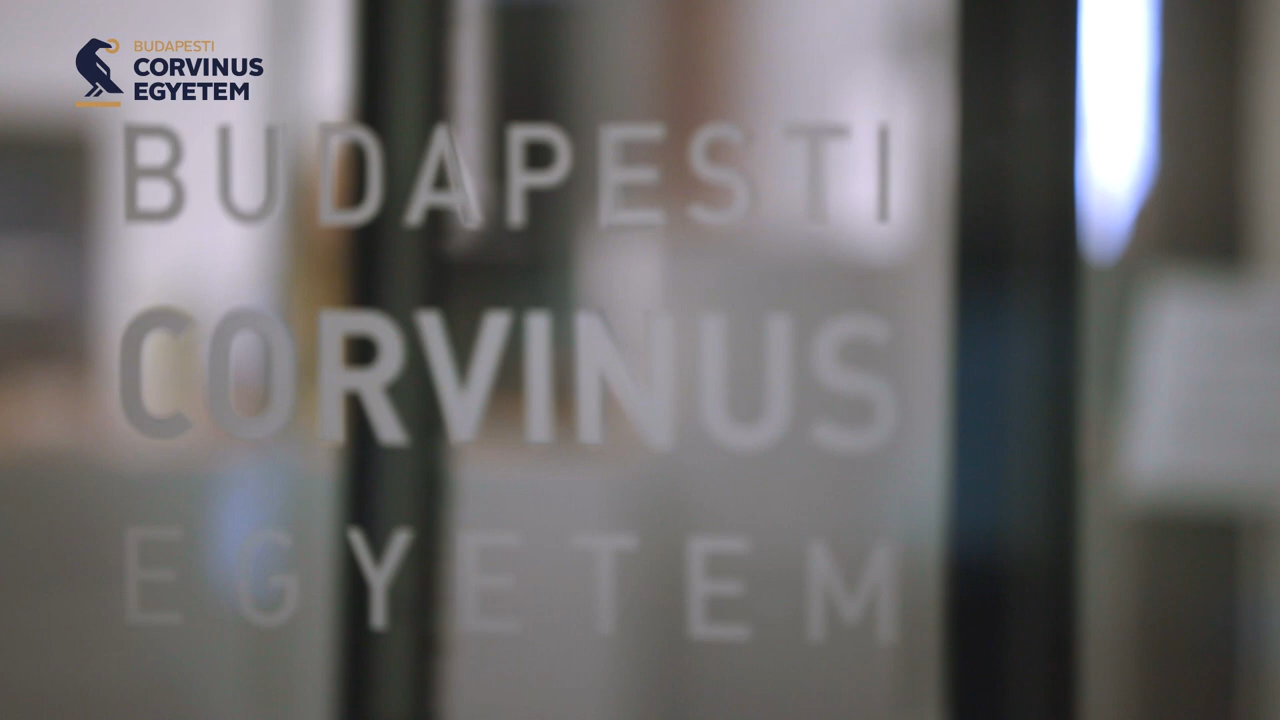 BUDAPESTI
CORVINUS
EGYETEM
BUDAPESTI
CORVINUS
EGYETEM